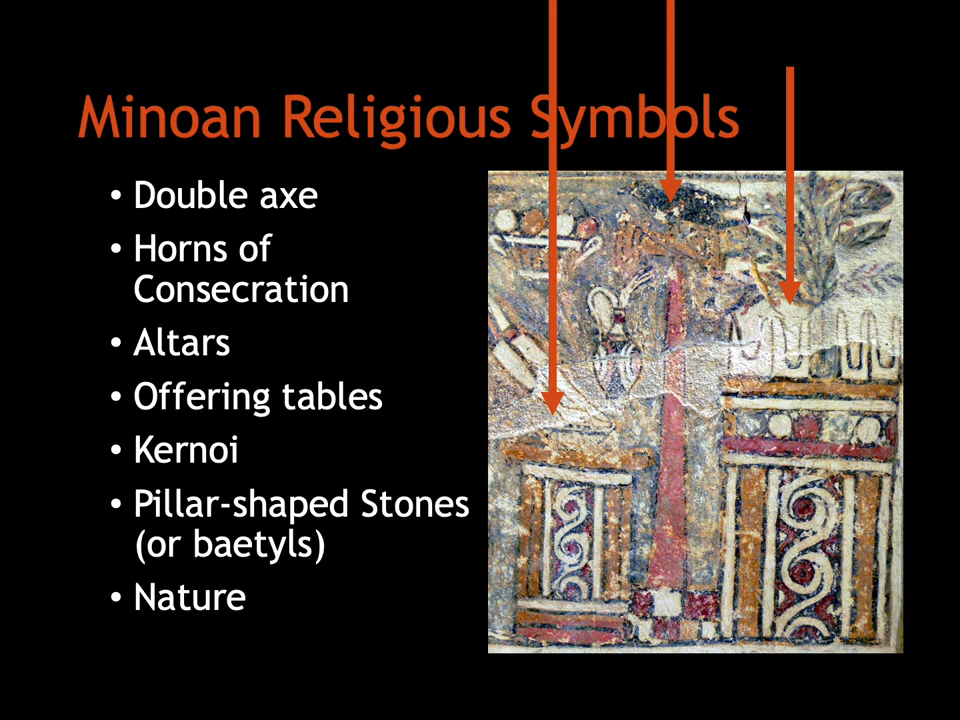 Minoan Religious Symbols
• Double axe
• Horns of
Consecration
• Altars
• Offering tables
• Kernoi
• Pillar-shaped Stones
(or baetyls)
• Nature